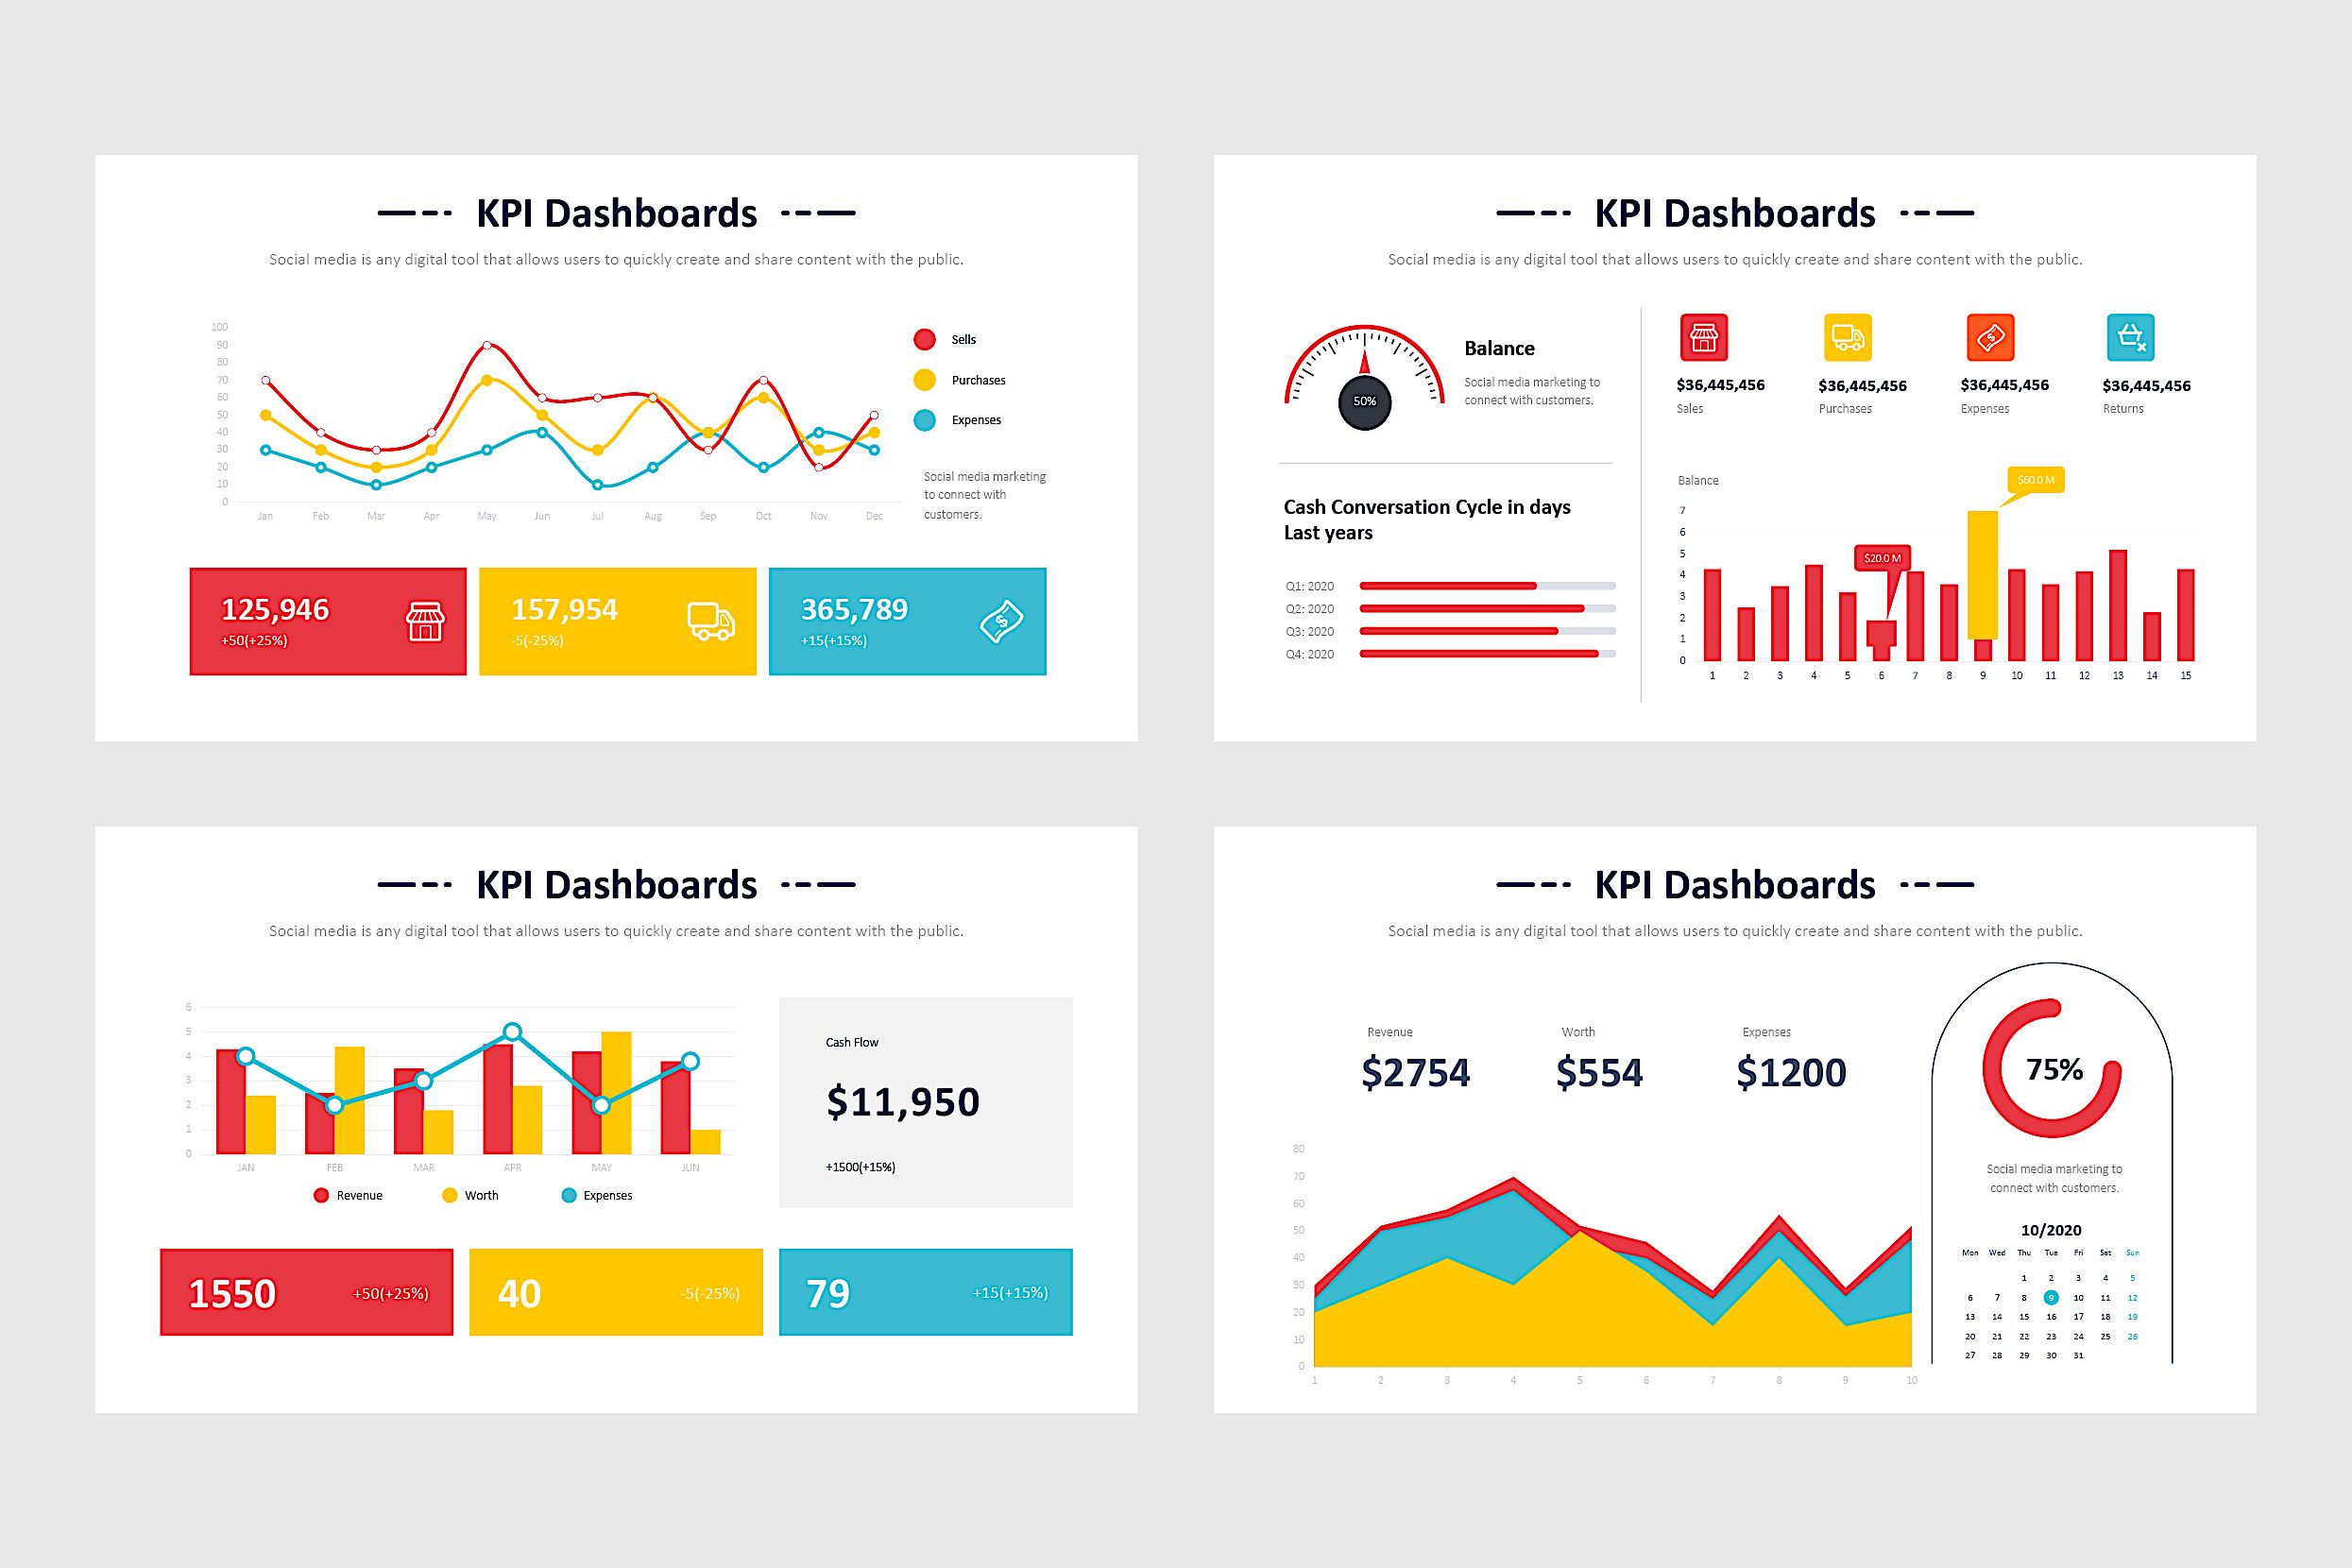 KPI Dashboards
Social media is any digital tool that allows users to quickly create and share content with the public.
100
90
80
70
60
50
40
30
20
10
0
Jan Feb Mar Apr May Jun Jul Aug Sep Oct Nov Dec
Sells
Purchases
Expenses
Social media marketing
to connect with
customers.
125,946
+50(+25%)
157,954
-5(-25%)
365,789
+15(+15%)
KPI Dashboards
Social media is any digital tool that allows users to quickly create and share content with the public.
50%
Balance
Social media marketing to
connect with customers.
Cash Conversation Cycle in days
Last years
Q1: 2020
Q2: 2020
Q3: 2020
Q4: 2020
$36,445,456
Sales
$36,445,456
Purchases
$36,445,456
Expenses
$36,445,456
Returns
Balance
$60.0 M
$20.0 M
7
6
5
4
3
2
1
0
1 2 3 4 5 6 7 8 9 10 11 12 13 14 15
KPI Dashboards
Social media is any digital tool that allows users to quickly create and share content with the public.
6
5
4
3
2
1
0
JAN FEB MAR APR MAY JUN
Revenue Worth Expenses
Cash Flow
$11,950
+1500(+15%)
1550 +50(+25%)
40 -5(-25%)
79 +15(+15%)
KPI Dashboards
Social media is any digital tool that allows users to quickly create and share content with the public.
Revenue
$2754
Worth
$554
Expenses
$1200
80
70
60
50
40
30
20
10
0
1 2 3 4 5 6 7 8 9 10
75%
Social media marketing to
connect with customers.
10/2020
Mon Wed Thu Tue Fri Sat Sun
1 2 3 4 5
6 7 8 9 10 11 12
13 14 15 16 17 18 19
20 21 22 23 24 25 26
27 28 29 30 31